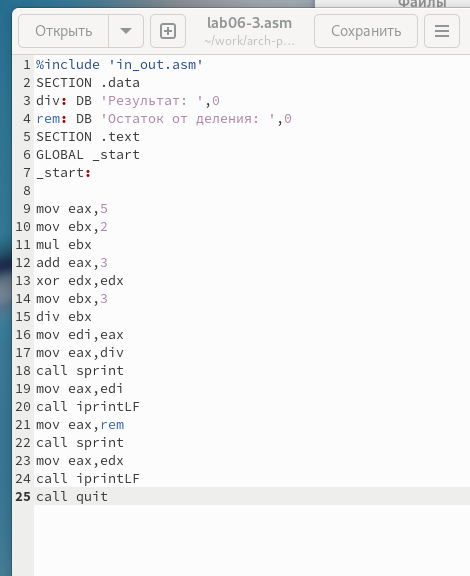 Файлы
Открыть
lab06-3.asm
~/work/arch-p...
Сохранить
1 %include 'in_out.asm'
2 SECTION .data
3 div: DB 'Результат: ',0
4 rem: DB 'Остаток от деления: ',0
5 SECTION .text
6 GLOBAL _start
7 _start:
8
9 mov eax,5
10 mov ebx,2
11 mul ebx
12 add eax,3
13 xor edx,edx
14 mov ebx,3
15 div ebx
16 mov edi,eax
17 mov eax,div
18 call sprint
19 mov eax,edi
20 call iprintLF
21 mov eax,rem
22 call sprint
23 mov eax,edx
24 call iprintLF
25 call quit